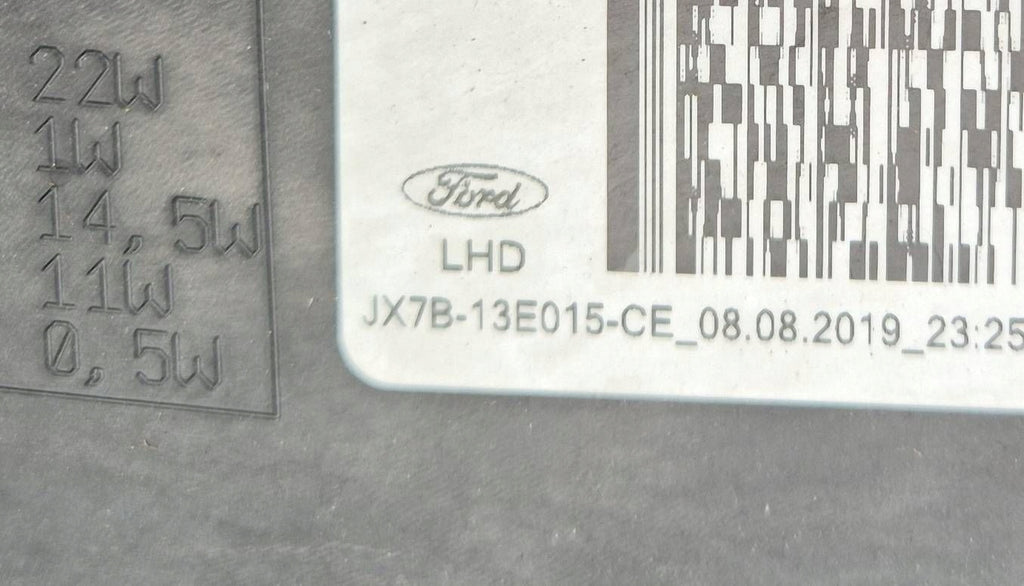 22W
1W
14,5W
11W
0,5W
Ford
LHD
JX7B-13E015-CE_08.08.2019_23:25